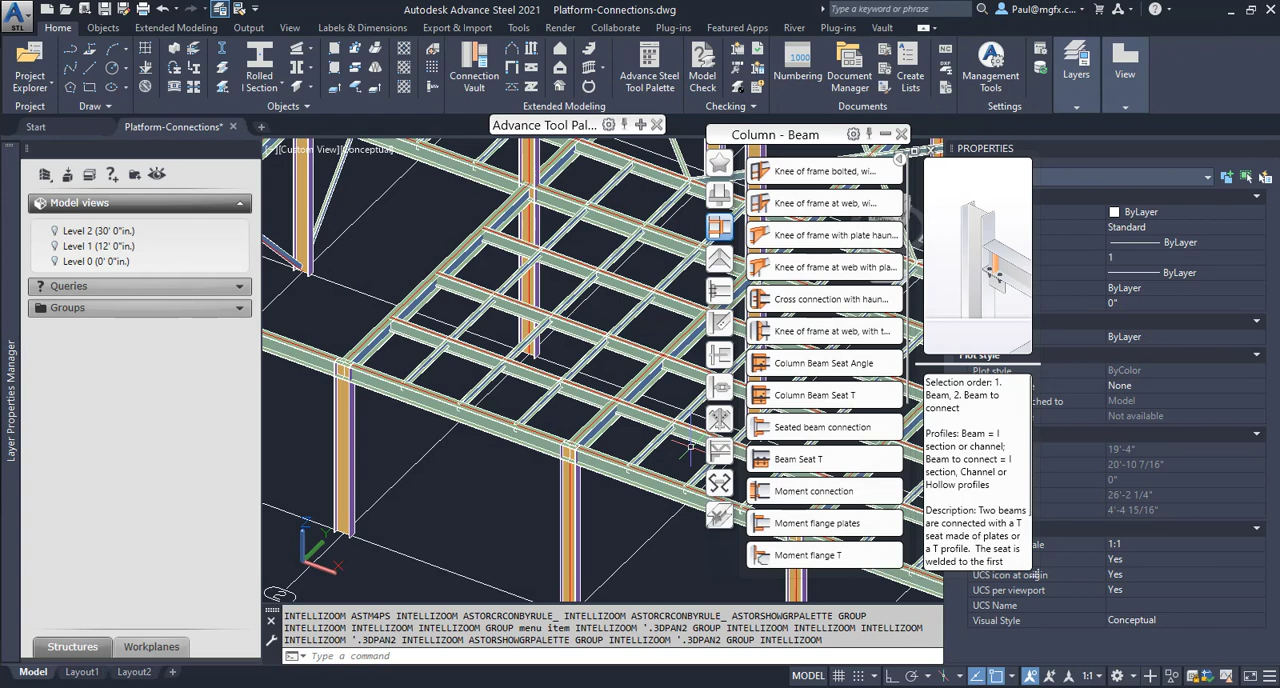 STL
Autodesk Advance Steel 2021 Platform-Connections.dwg
Type a keyword or phrase
Paul@mgfx.c...
Home Objects Extended Modeling Output View Labels & Dimensions Export & Import Render Collaborate Plug-ins Featured Apps River Plug-ins Vault
Project Explorer
Rolled I Section
Connection Vault
Advance Steel Tool Palette
Model Check
1000
Numbering
Document Manager
Create Lists
Management Tools
Layers
View
NC
DXF
Project Draw Objects Extended Modeling Checking Documents Settings
Start
Platform-Connections*
Advance Tool Pal...
Column - Beam
PROPERTIES
[Custom View][Conceptual]
Model views
Level 2 (30' 0"in.)
Level 1 (12' 0"in.)
Level 0 (0' 0"in.)
? Queries
Groups
Layer Properties Manager
Structures
Workplanes
Knee of frame bolted, wi...
Knee of frame at web, wi...
Knee of frame with plate haun...
Knee of frame at web with pla...
Cross connection with haun...
Knee of frame at web, with t...
Column Beam Seat Angle
Column Beam Seat T
Seated beam connection
Beam Seat T
Moment connection
Moment flange plates
Moment flange T
Selection order: 1.
Beam, 2. Beam to
connect
Profiles: Beam = I
section or channel;
Beam to connect = I
section, Channel or
Hollow profiles
Description: Two beams
are connected with a T
seat made of plates or
a T profile. The seat is
welded to the first
ByLayer
Standard
ByLayer
1
ByLayer
ByLayer
0"
ByLayer
Plot style
Plot style ByColor
None
ched to Model
Not available
19'-4"
20'-10 7/16"
0"
26'-2 1/4"
4'-4 15/16"
ale 1:1
Yes
UCS icon at origin Yes
UCS per viewport Yes
UCS Name
Visual Style Conceptual
INTELLIZOOM ASTM4PS INTELLIZOOM ASTORCRCONBYRULE_ ASTORCRCONBYRULE_ ASTORSHOWGRPALETTE GROUP
INTELLIZOOM INTELLIZOOM INTELLIZOOM GROUP menu item INTELLIZOOM '.3DPAN2 GROUP INTELLIZOOM INTELLIZOOM INTELLIZOOM
INTELLIZOOM '.3DPAN2 INTELLIZOOM ASTORSHOWGRPALETTE GROUP INTELLIZOOM '.3DPAN2 GROUP INTELLIZOOM
Type a command
Model Layout1 Layout2 +
MODEL
1:1